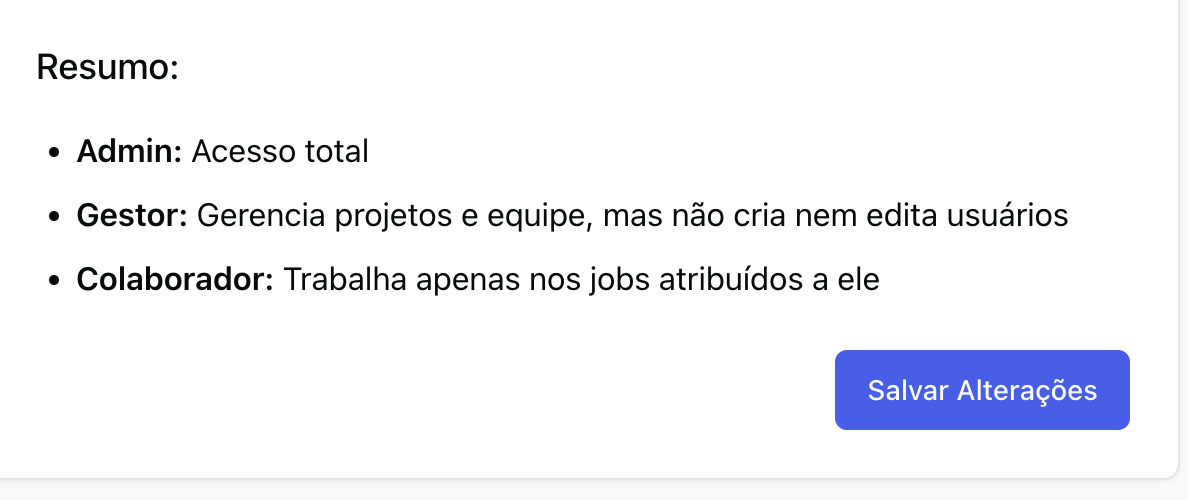 Resumo:
• Admin: Acesso total
• Gestor: Gerencia projetos e equipe, mas não cria nem edita usuários
• Colaborador: Trabalha apenas nos jobs atribuídos a ele
Salvar Alterações